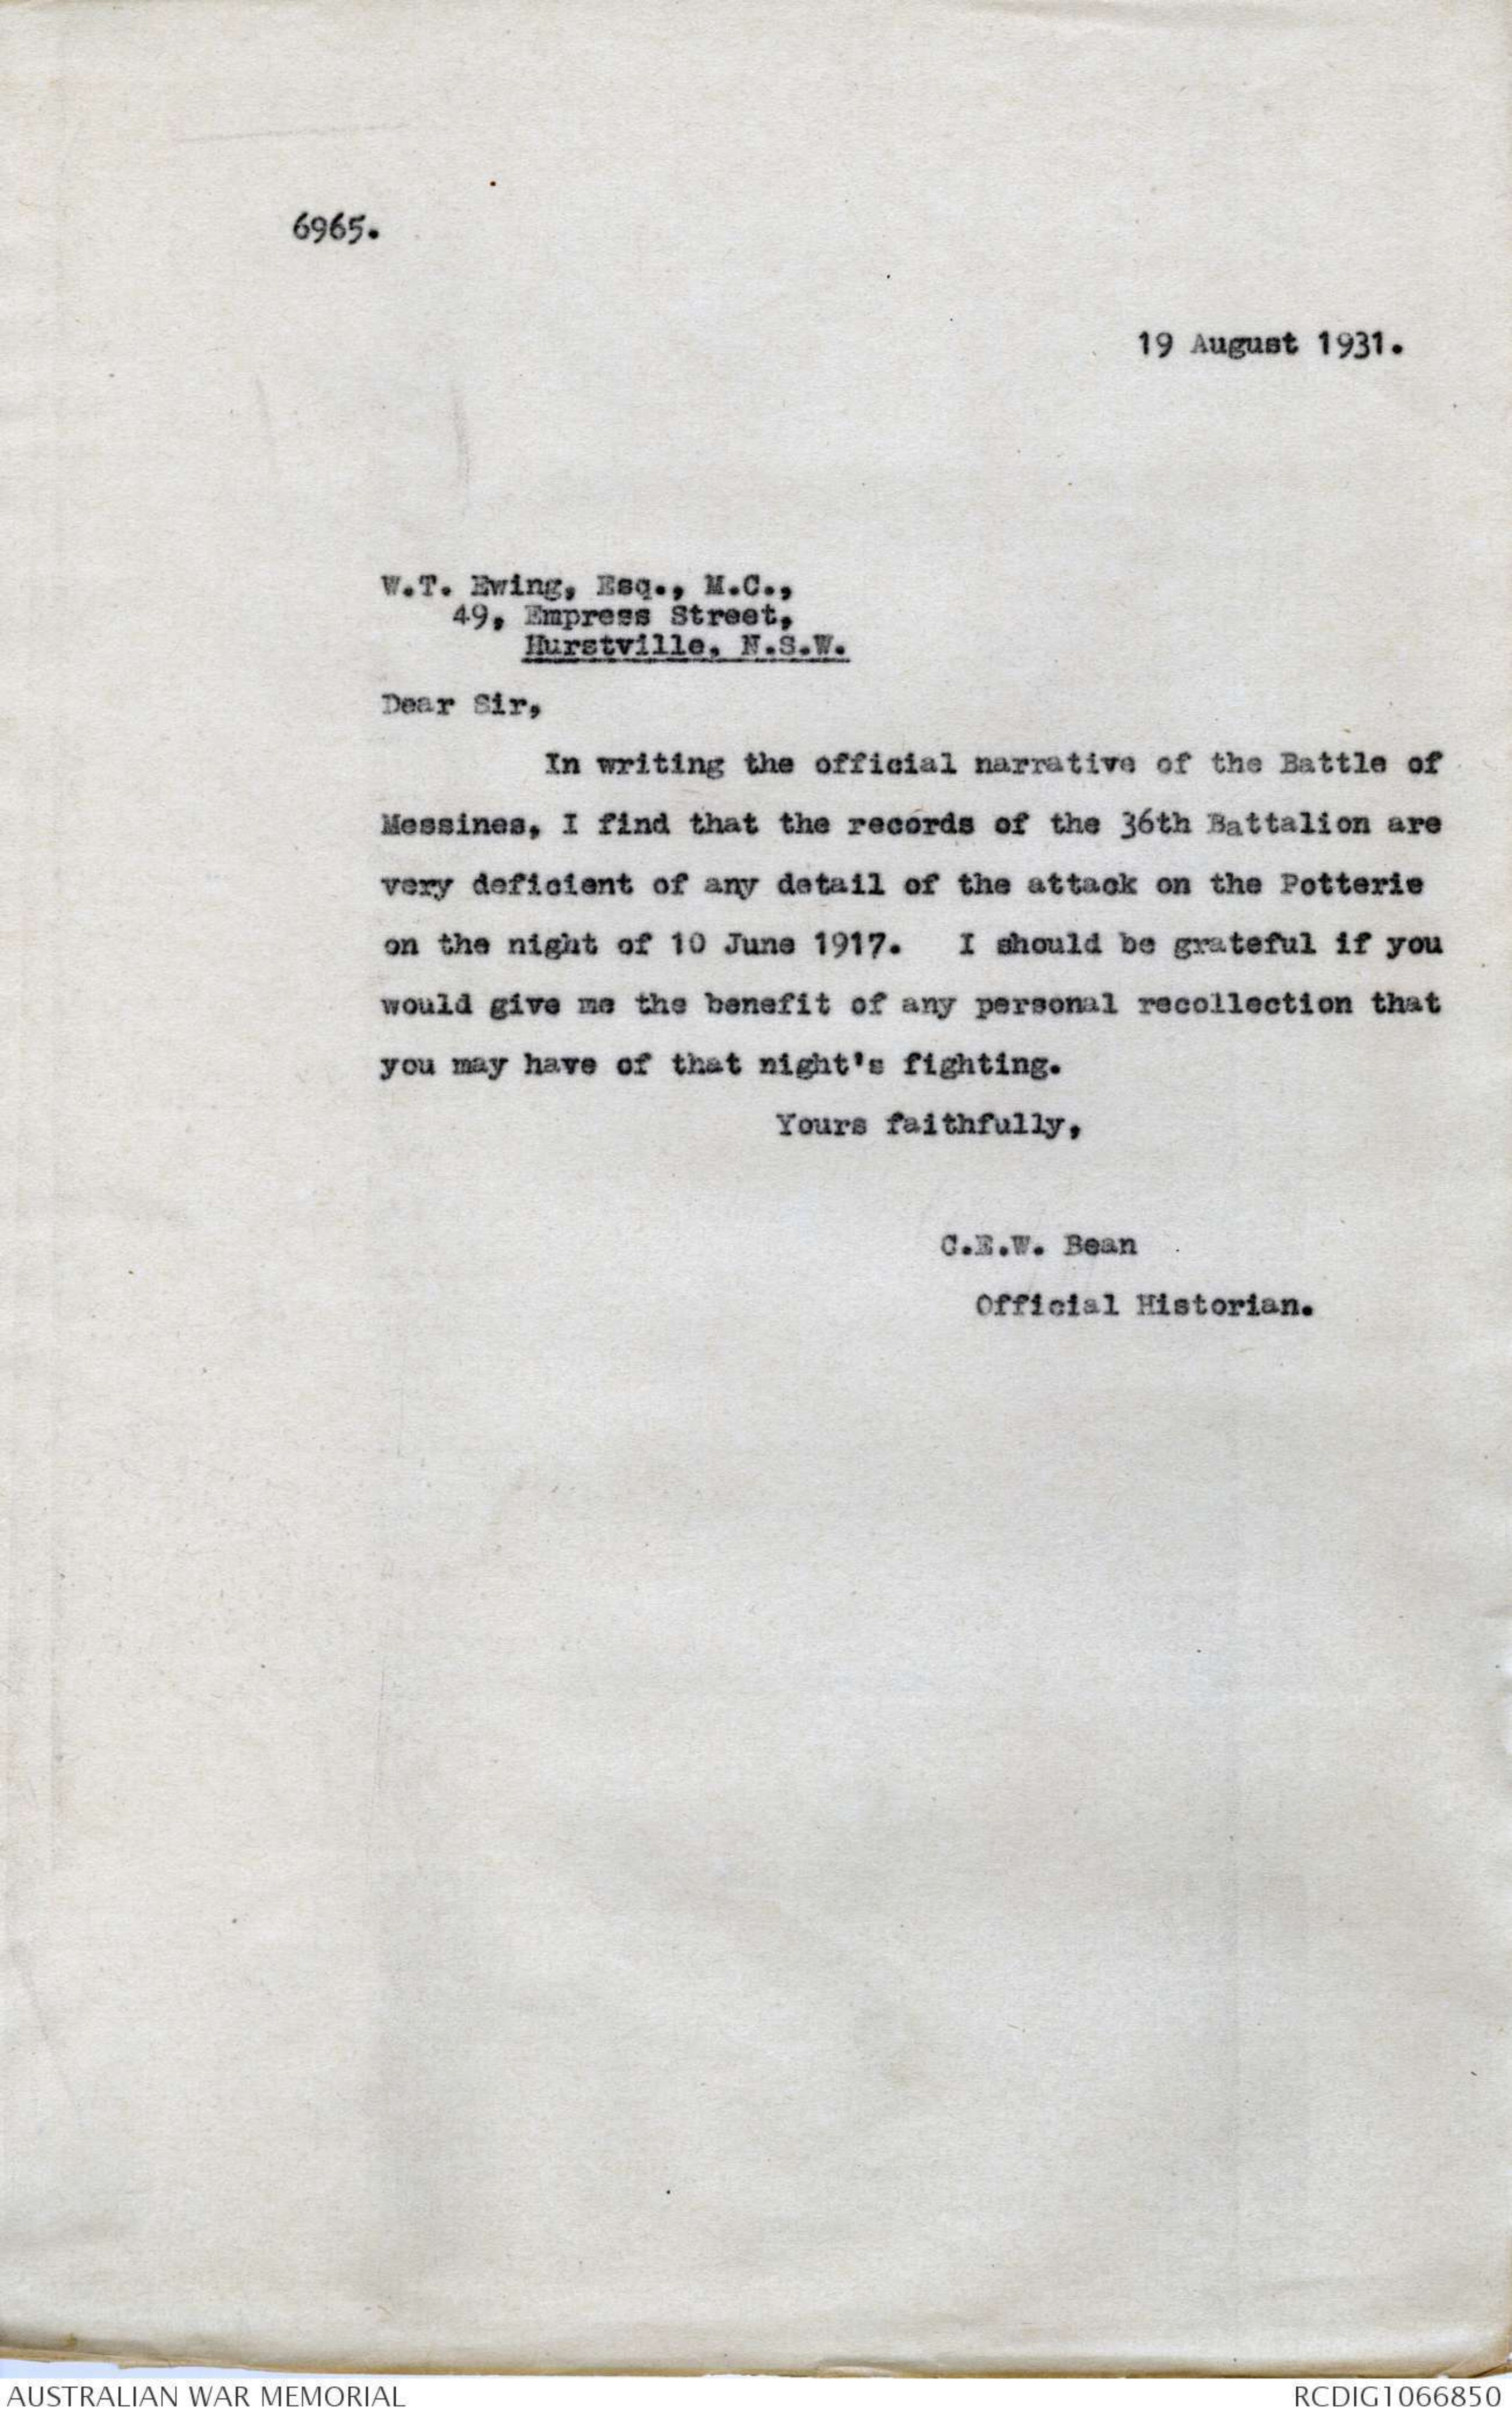 6965.
19 August 1931.
W.T. Ewing, Esq., M.C.,
49, Empress Street,
Hurstville, N.S.W.
Dear Sir,
In writing the official narrative of the Battle of
Messines, I find that the records of the 36th Battalion are
very deficient of any detail of the attack on the Potterie
on the night of 10 June 1917. I should be grateful if you
would give me the benefit of any personal recollection that
you may have of that night's fighting.
Yours faithfully,
C.E.W. Bean
Official Historian.
AUSTRALIAN WAR MEMORIAL
RCDIG1066850